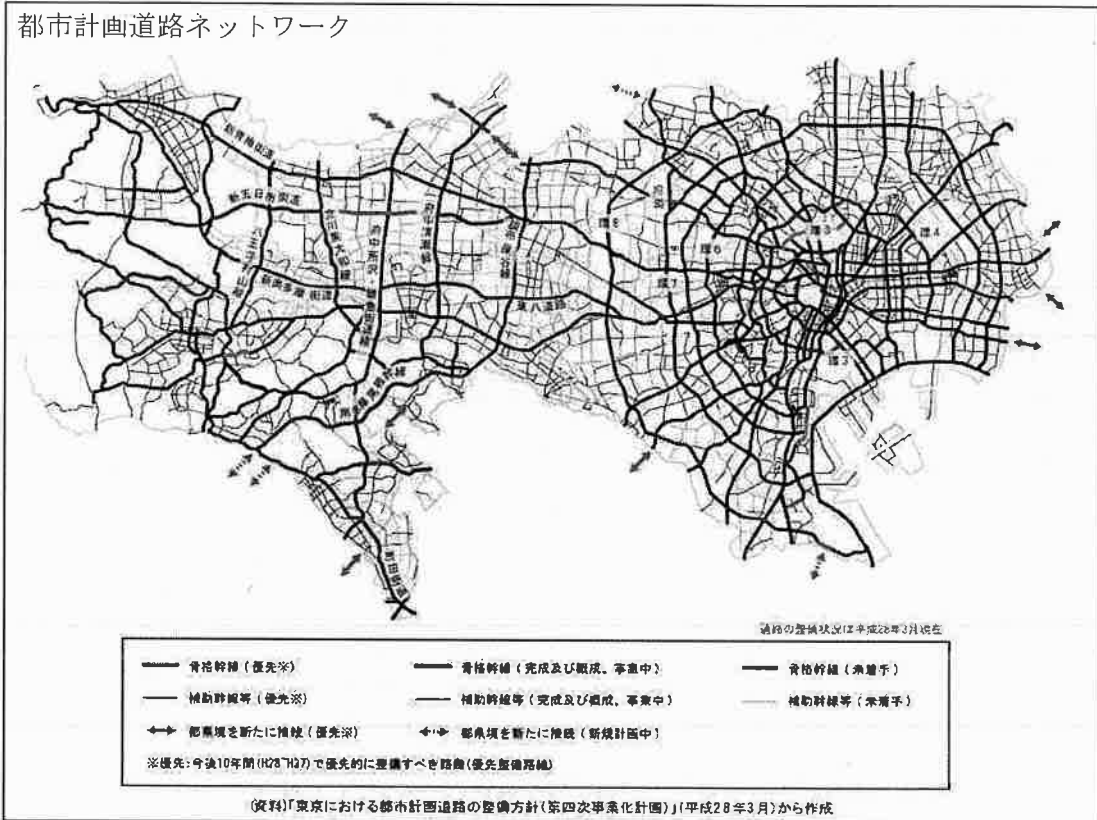 都市計画道路ネットワーク
新青梅街道
新五日市街道
新奥多摩街道
東八道路
環8
環7
環6
環5
環4
環3
町田街道
道路の整備状況は平成28年3月現在
骨格幹線(優先※)
骨格幹線(完成及び概成、事業中)
骨格幹線(未着手)
補助幹線等(優先※)
補助幹線等(完成及び概成、事業中)
補助幹線等(未着手)
都県境を新たに接続(優先※)
都県境を新たに接続(新規計画中)
※優先:今後10年間(H28~H37)で優先的に整備すべき路線(優先整備路線)
(資料)「東京における都市計画道路の整備方針(第四次事業化計画)」(平成28年3月)から作成